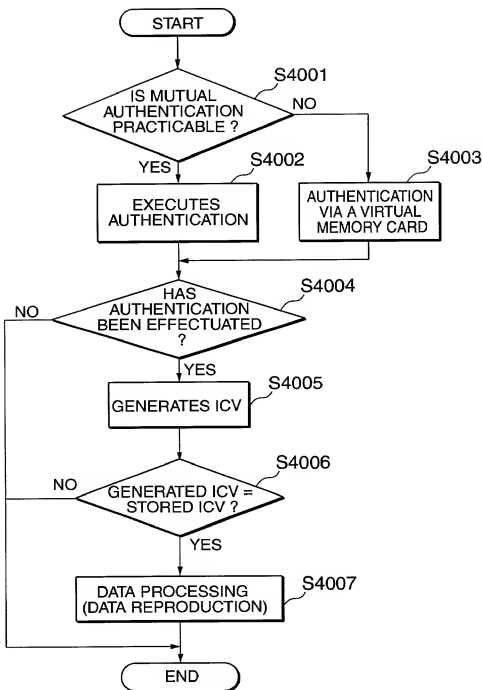 START
S4001
IS MUTUAL
AUTHENTICATION
PRACTICABLE ?
NO
YES
S4002
S4003
EXECUTES
AUTHENTICATION
AUTHENTICATION
VIA A VIRTUAL
MEMORY CARD
S4004
HAS
AUTHENTICATION
BEEN EFFECTUATED
?
NO
YES
S4005
GENERATES ICV
S4006
GENERATED ICV =
STORED ICV ?
NO
YES
S4007
DATA PROCESSING
(DATA REPRODUCTION)
END